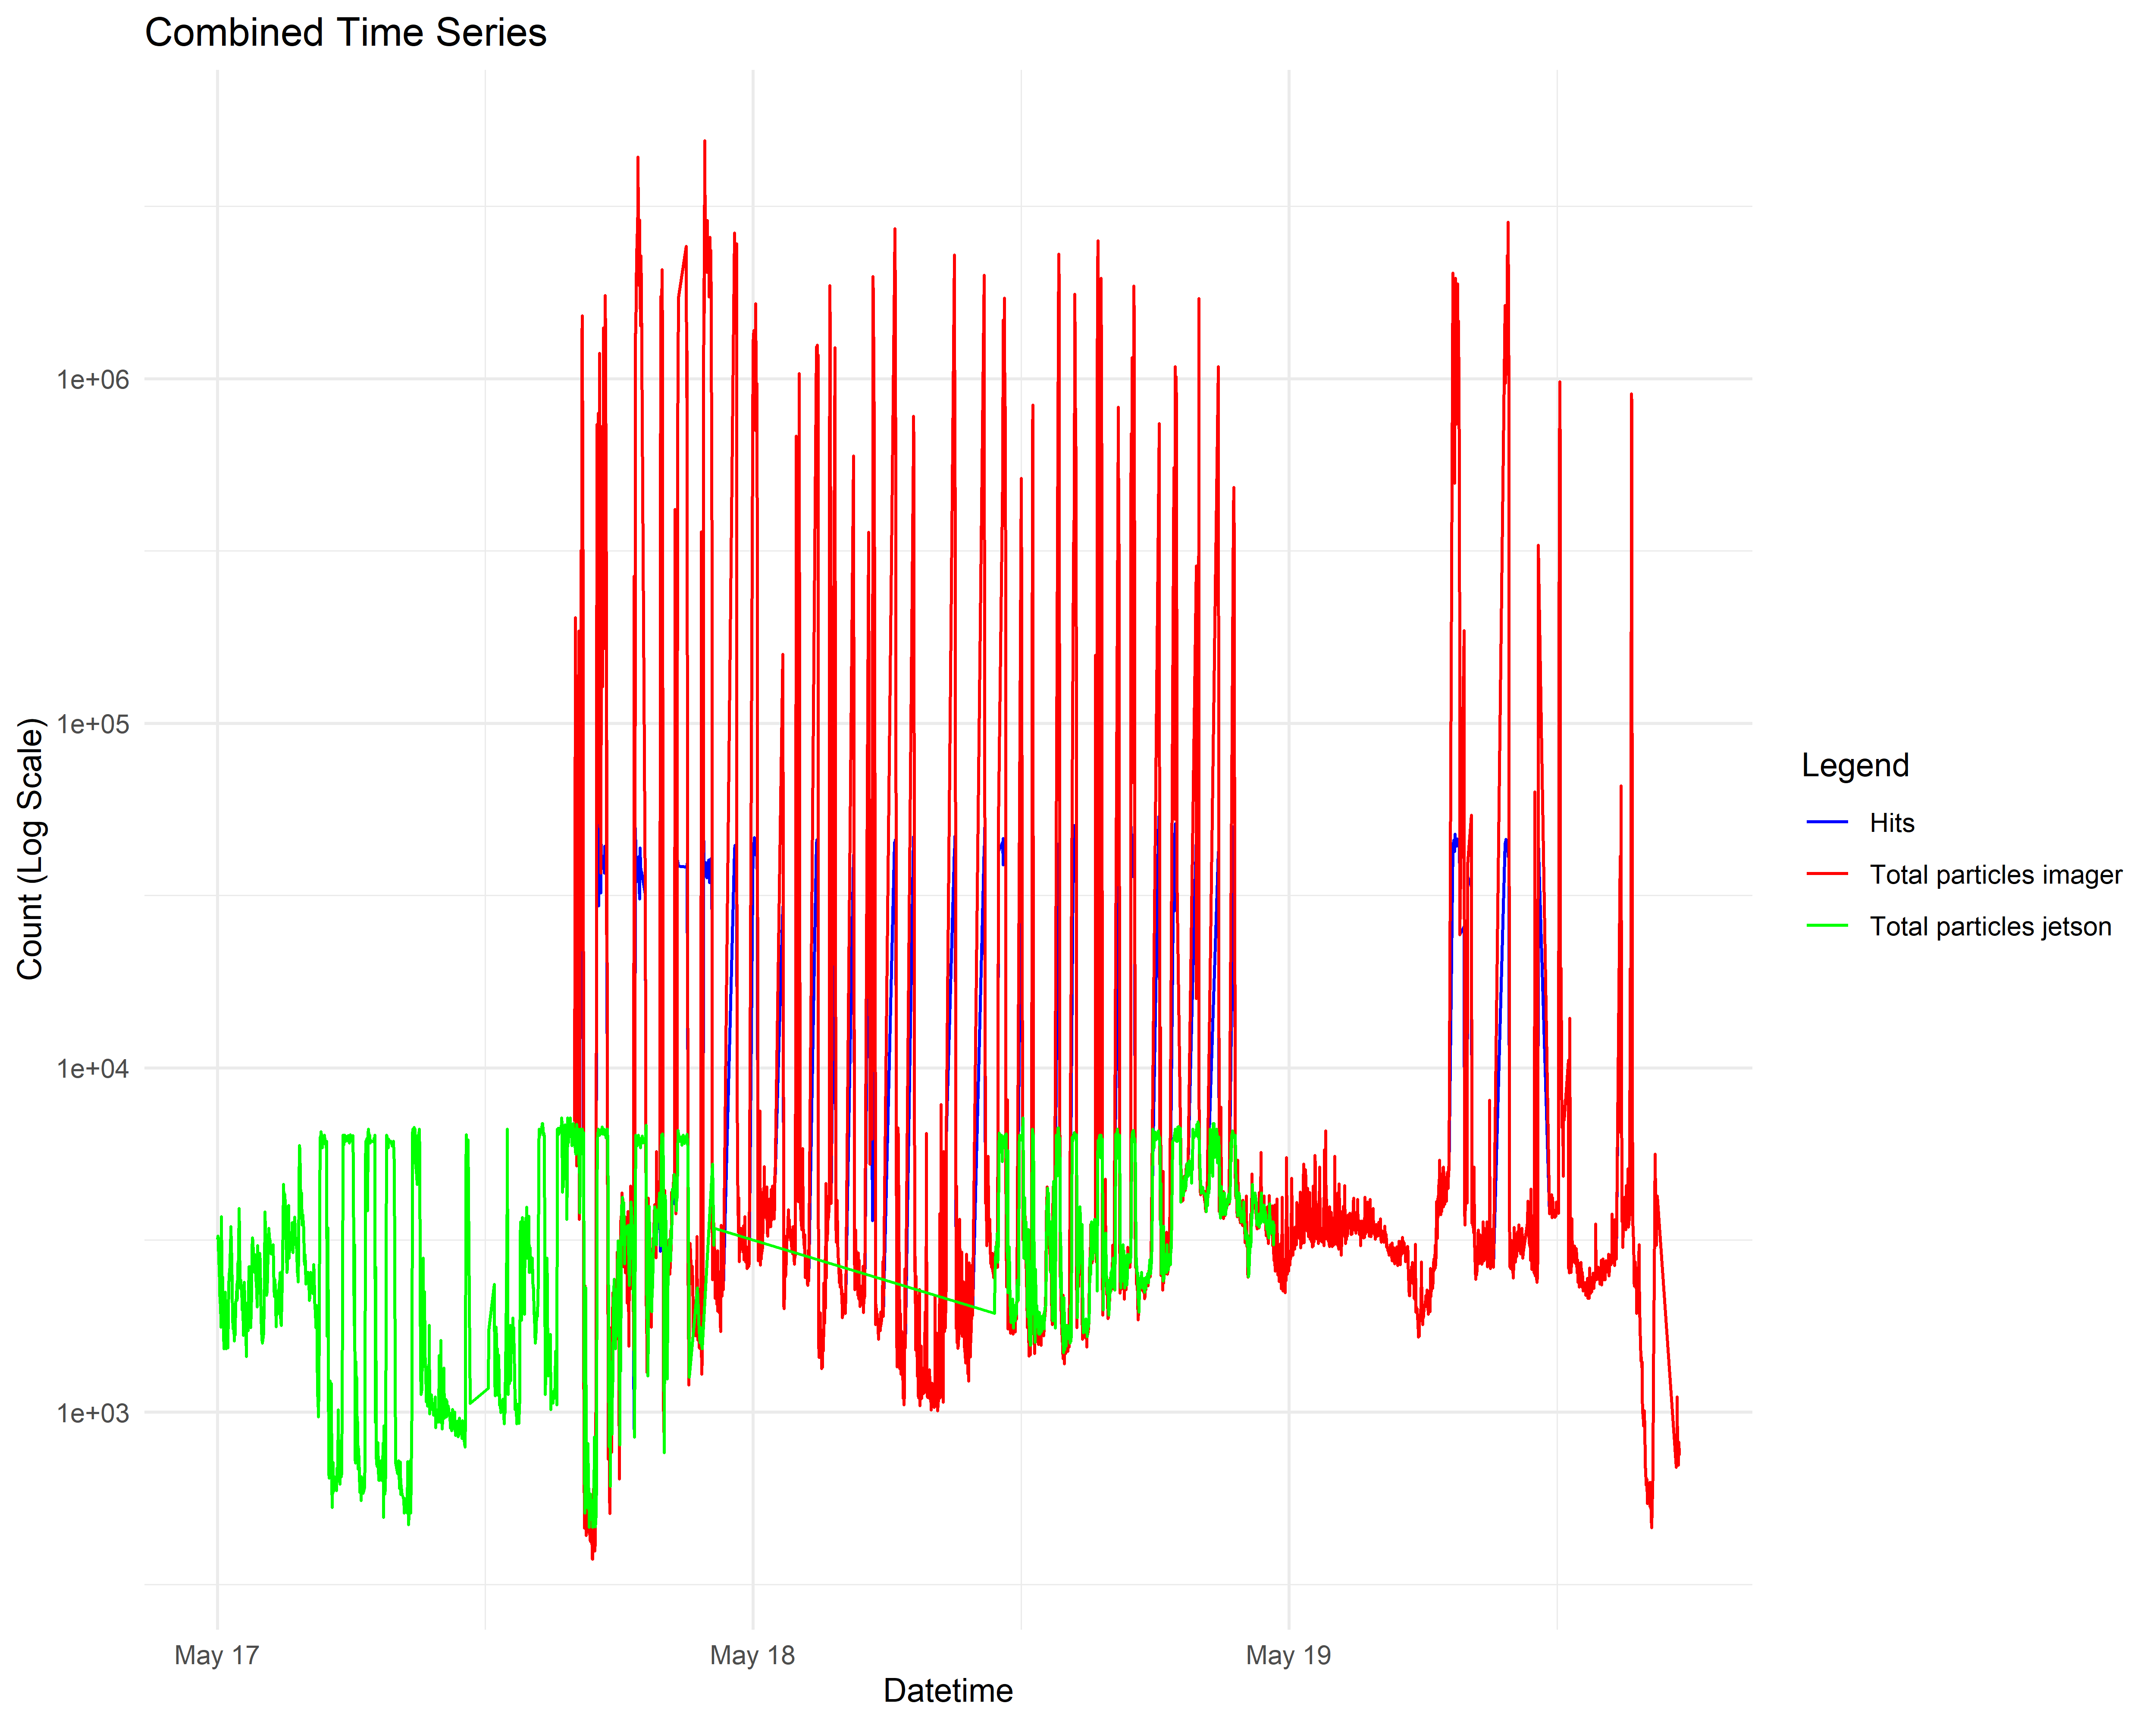 Combined Time Series
Count (Log Scale)
1e+06
1e+05
1e+04
1e+03
May 17
May 18
May 19
Datetime
Legend
Hits
Total particles imager
Total particles jetson